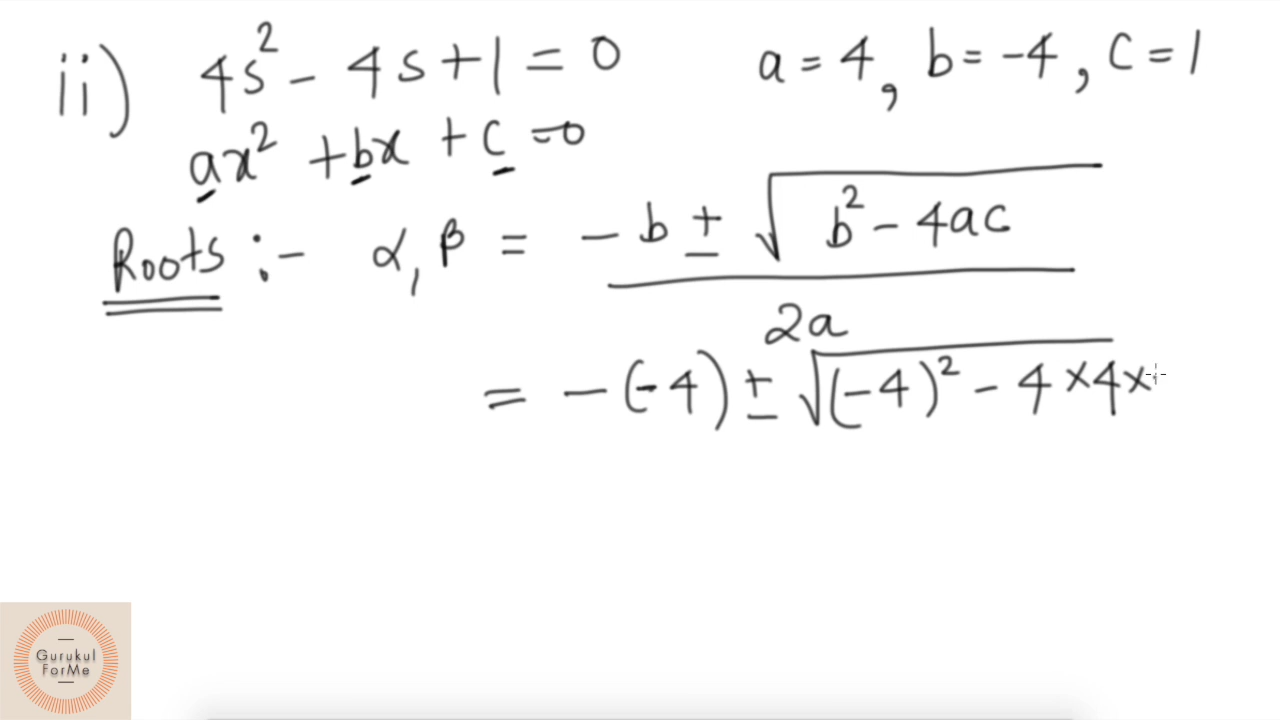 ii) 4s² - 4s + 1 = 0
a = 4, b = -4, c = 1
ax² + bx + c = 0
Roots :- α, β = -b ± √(b² - 4ac)
2a
= -(-4) ± √(-4)² - 4 × 4 ×
Gurukul
ForMe